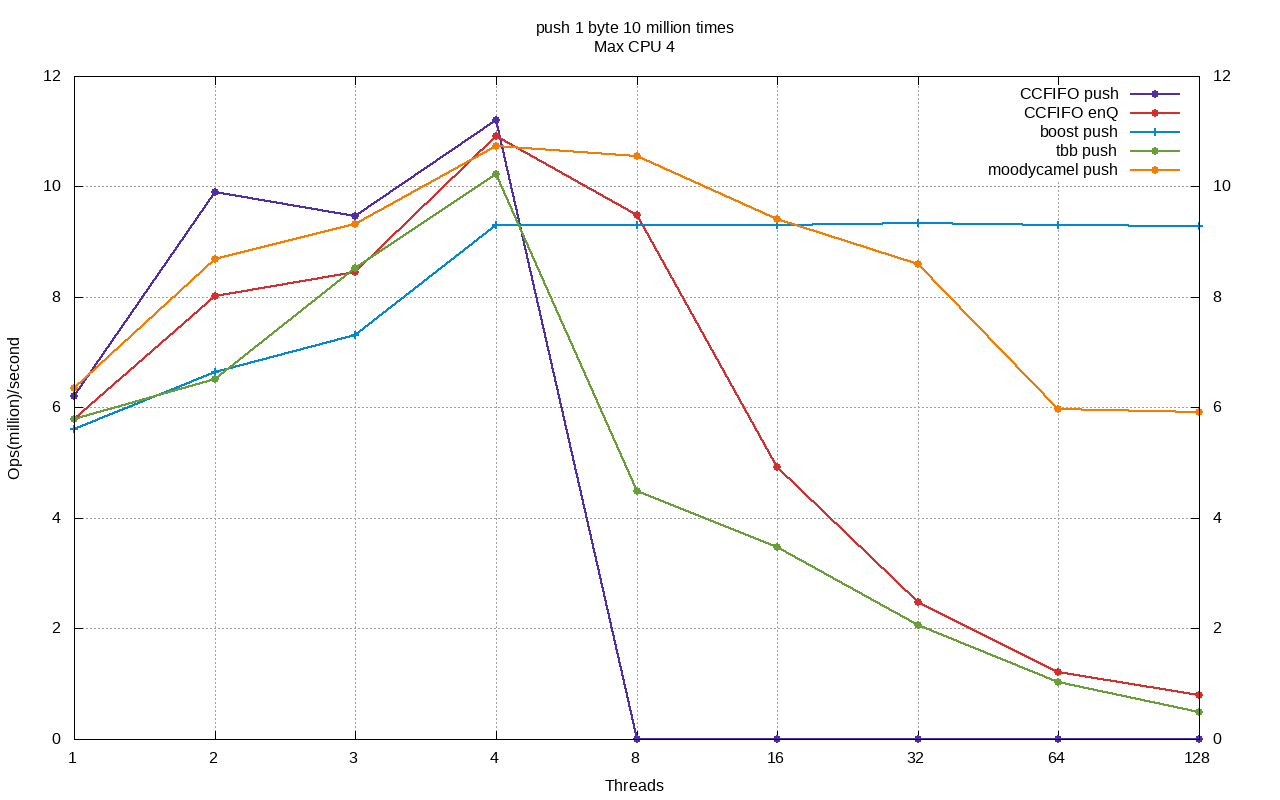 push 1 byte 10 million times
Max CPU 4
12
10
8
6
4
2
0
12
10
8
6
4
2
0
CCFIFO push
CCFIFO enQ
boost push
tbb push
moodycamel push
Ops(million)/second
1 2 3 4 8 16 32 64 128
Threads